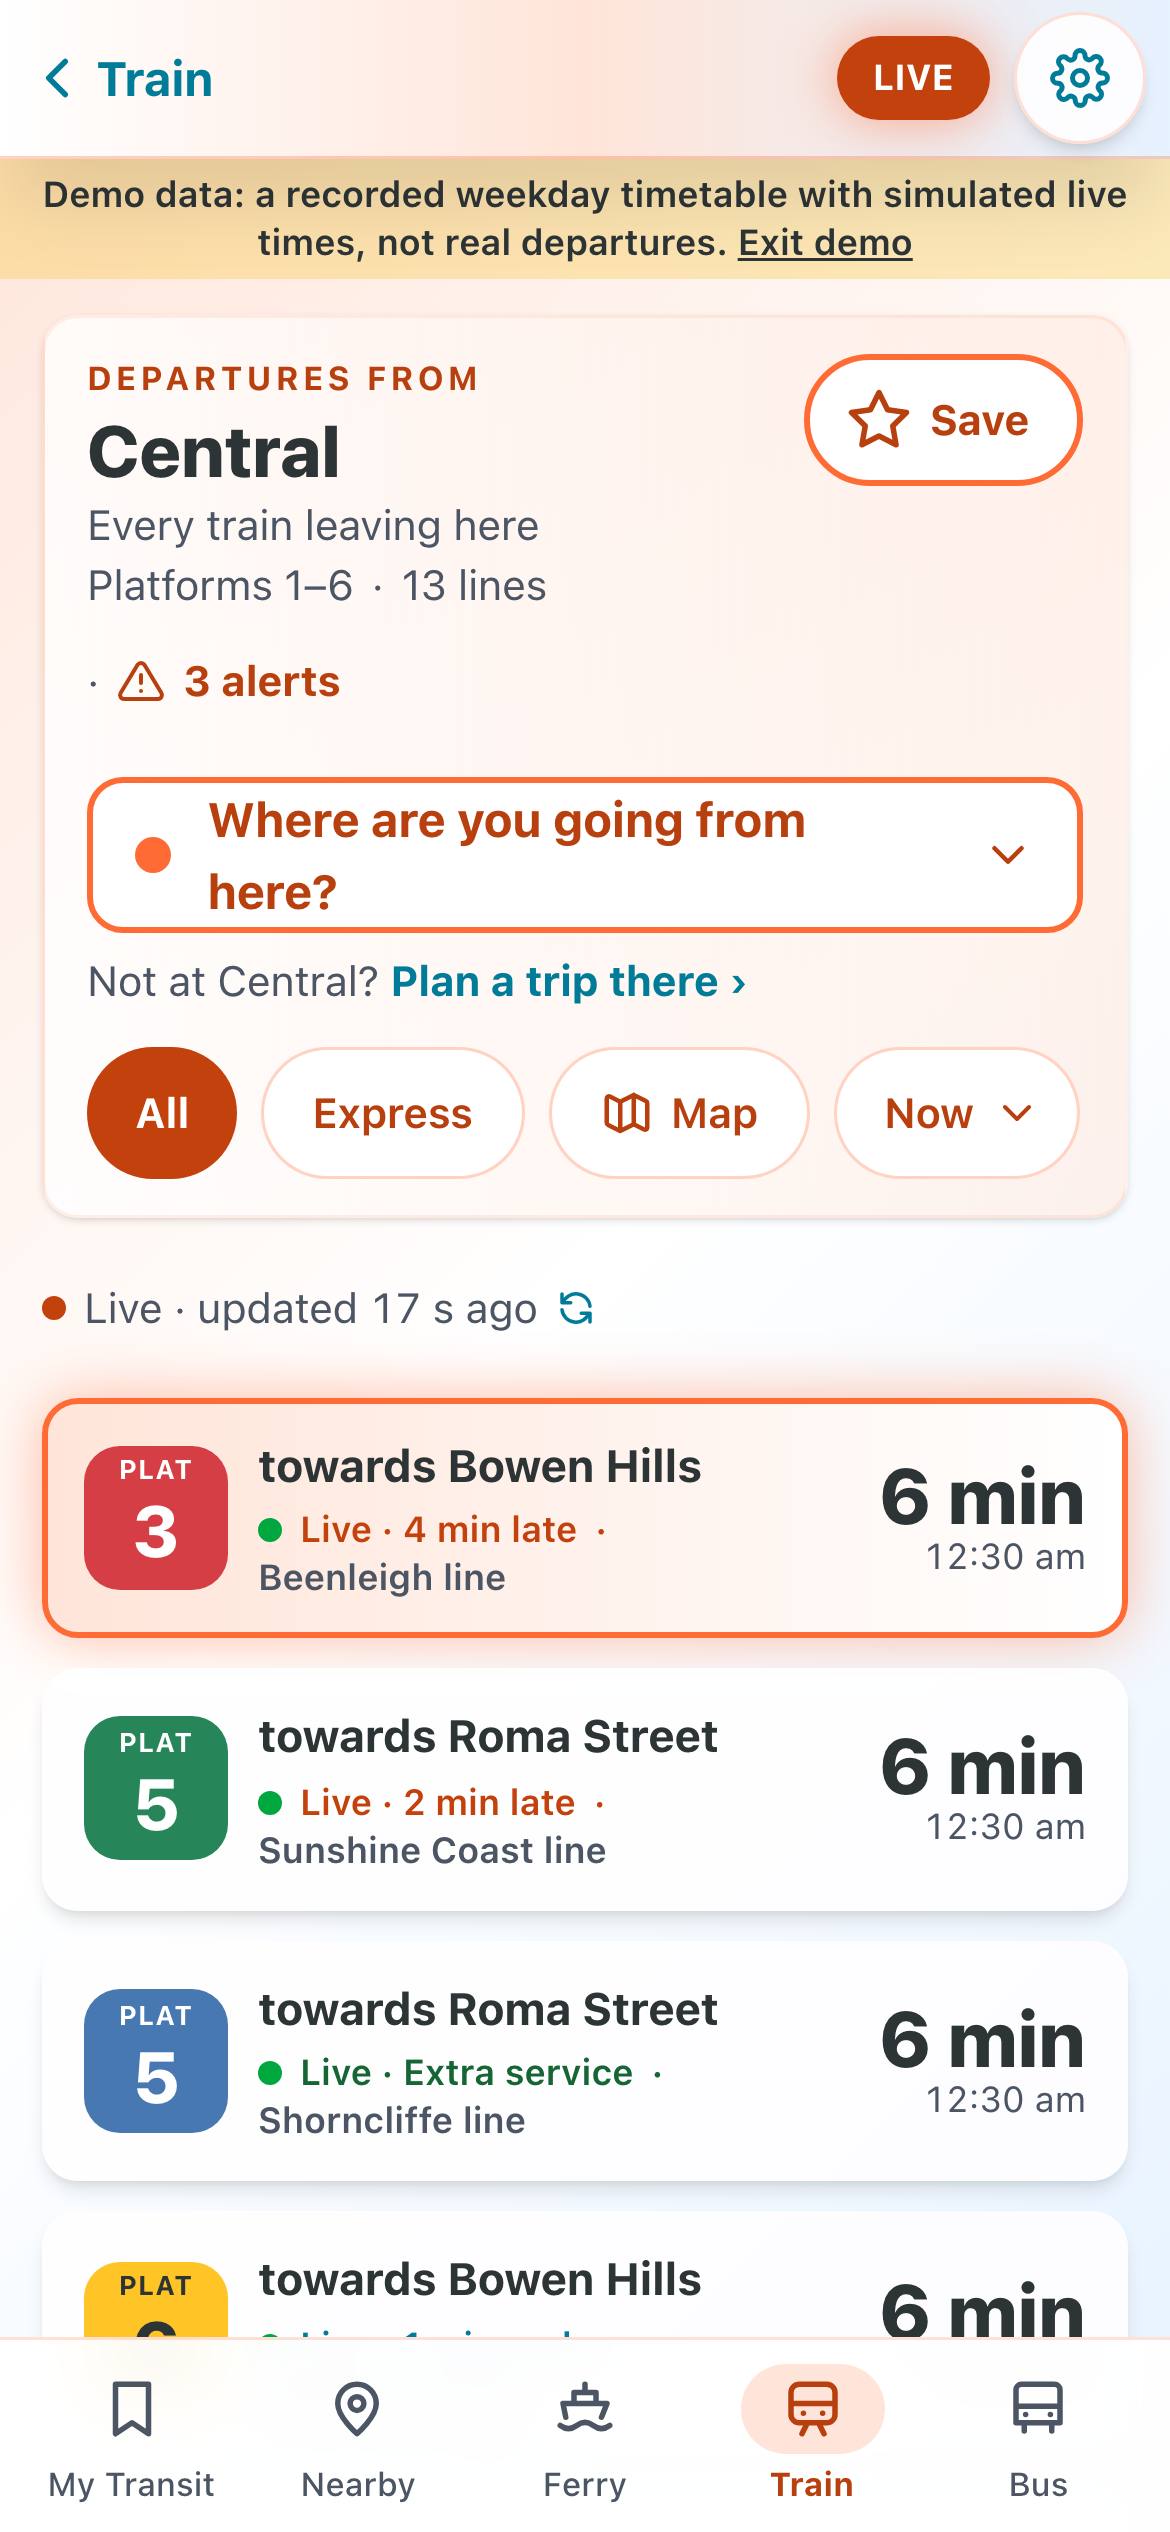 Train
LIVE
Demo data: a recorded weekday timetable with simulated live
times, not real departures. Exit demo
DEPARTURES FROM
Central
Save
Every train leaving here
Platforms 1–6 · 13 lines
· 3 alerts
Where are you going from
here?
Not at Central? Plan a trip there ›
All
Express
Map
Now
Live · updated 17 s ago
PLAT
3
towards Bowen Hills
Live · 4 min late ·
Beenleigh line
6 min
12:30 am
PLAT
5
towards Roma Street
Live · 2 min late ·
Sunshine Coast line
6 min
12:30 am
PLAT
5
towards Roma Street
Live · Extra service ·
Shorncliffe line
6 min
12:30 am
PLAT
towards Bowen Hills
6 min
My Transit
Nearby
Ferry
Train
Bus